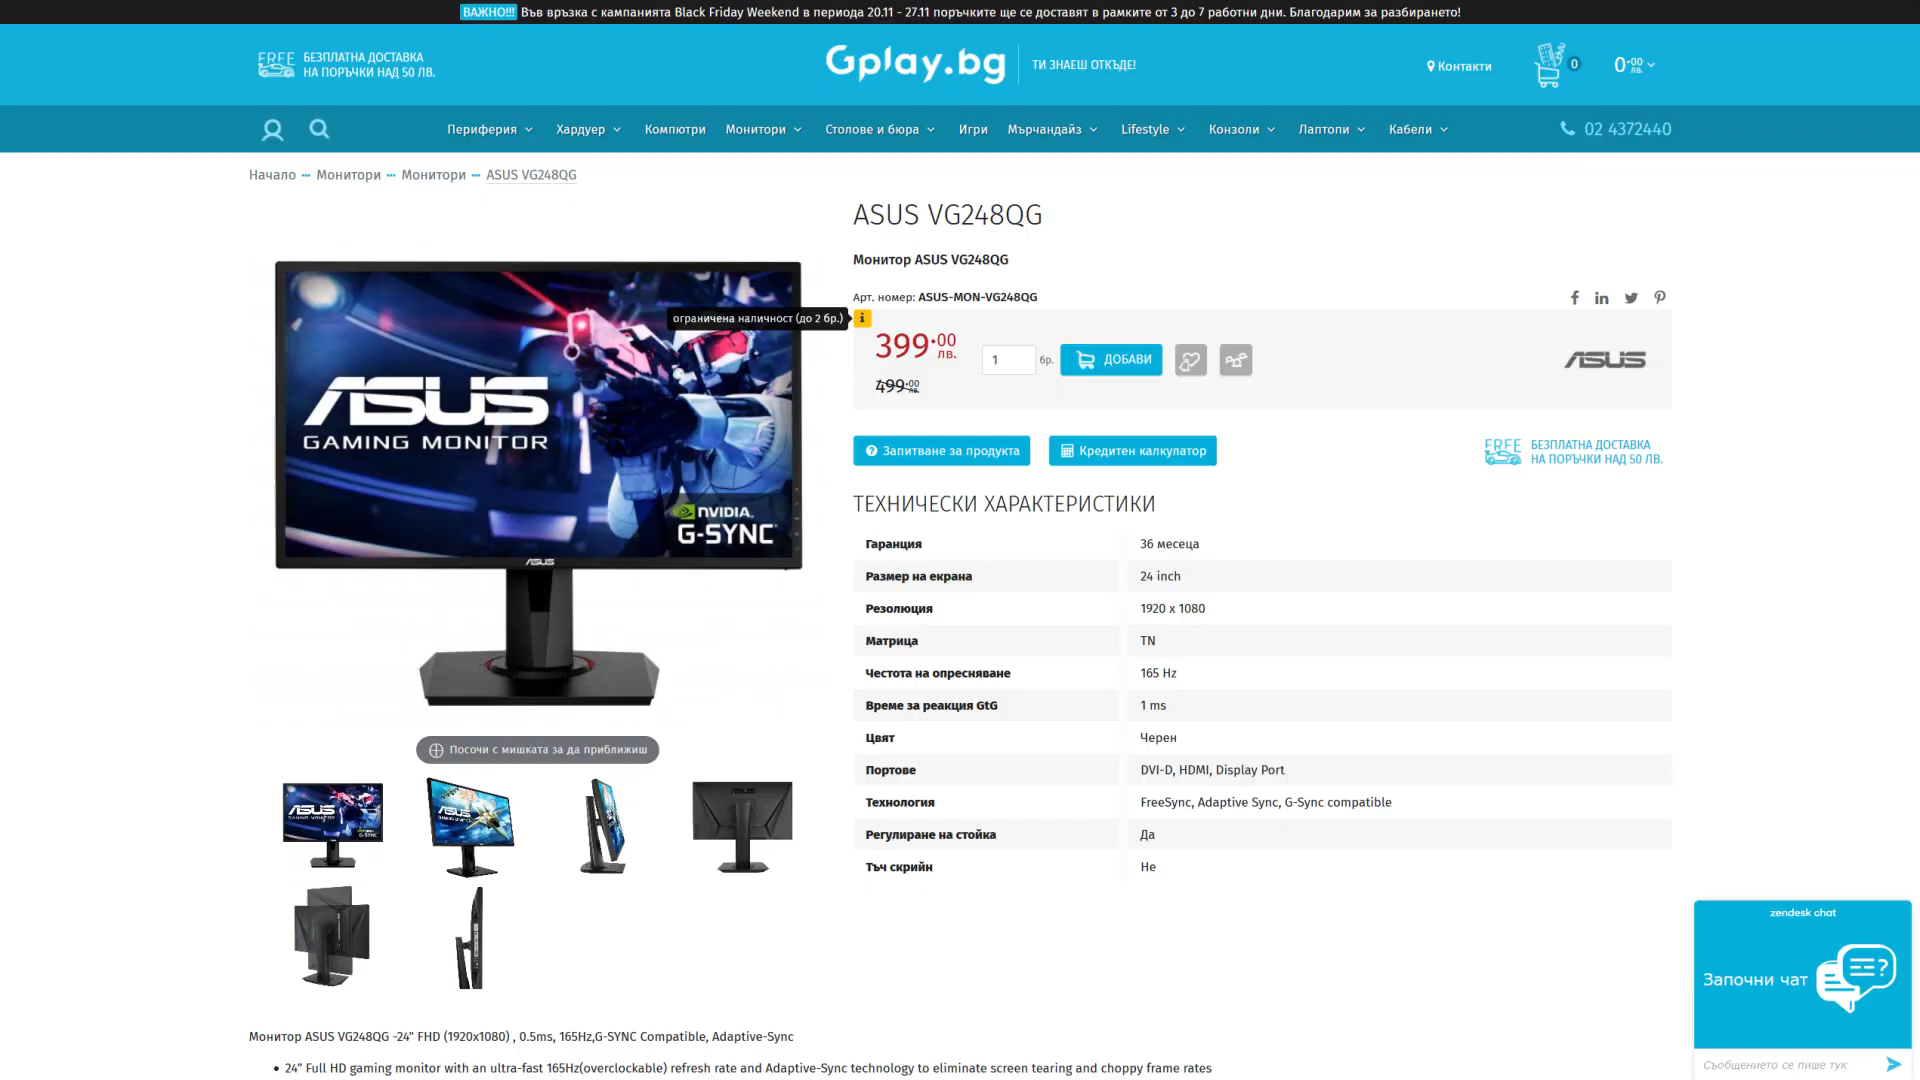 ВАЖНО!!! Във връзка с кампанията Black Friday Weekend в периода 20.11 - 27.11 поръчките ще се доставят в рамките от 3 до 7 работни дни. Благодарим за разбирането!
FREE БЕЗПЛАТНА ДОСТАВКА
НА ПОРЪЧКИ НАД 50 ЛВ.
Gplay.bg
ТИ ЗНАЕШ ОТКЪДЕ!
Контакти
0
0.00 лв.
Периферия Хардуер Компютри Монитори Столове и бюра Игри Мърчандайз Lifestyle Конзоли Лаптопи Кабели
02 4372440
Начало Монитори Монитори ASUS VG248QG
ASUS VG248QG
Монитор ASUS VG248QG
Арт. номер: ASUS-MON-VG248QG
ограничена наличност (до 2 бр.)
i
399.00 лв.
499.00 лв.
1 бр.
ДОБАВИ
ASUS
Запитване за продукта
Кредитен калкулатор
FREE БЕЗПЛАТНА ДОСТАВКА
НА ПОРЪЧКИ НАД 50 ЛВ.
ASUS
GAMING MONITOR
NVIDIA.
G-SYNC
ASUS
Посочи с мишката за да приближиш
ASUS
ASUS
ASUS
ТЕХНИЧЕСКИ ХАРАКТЕРИСТИКИ
Гаранция 36 месеца
Размер на екрана 24 inch
Резолюция 1920 x 1080
Матрица TN
Честота на опресняване 165 Hz
Време за реакция GtG 1 ms
Цвят Черен
Портове DVI-D, HDMI, Display Port
Технология FreeSync, Adaptive Sync, G-Sync compatible
Регулиране на стойка Да
Тъч скрийн Не
Монитор ASUS VG248QG -24" FHD (1920x1080) , 0.5ms, 165Hz,G-SYNC Compatible, Adaptive-Sync
24” Full HD gaming monitor with an ultra-fast 165Hz(overclockable) refresh rate and Adaptive-Sync technology to eliminate screen tearing and choppy frame rates
zendesk chat
Започни чат
Съобщението се пише тук